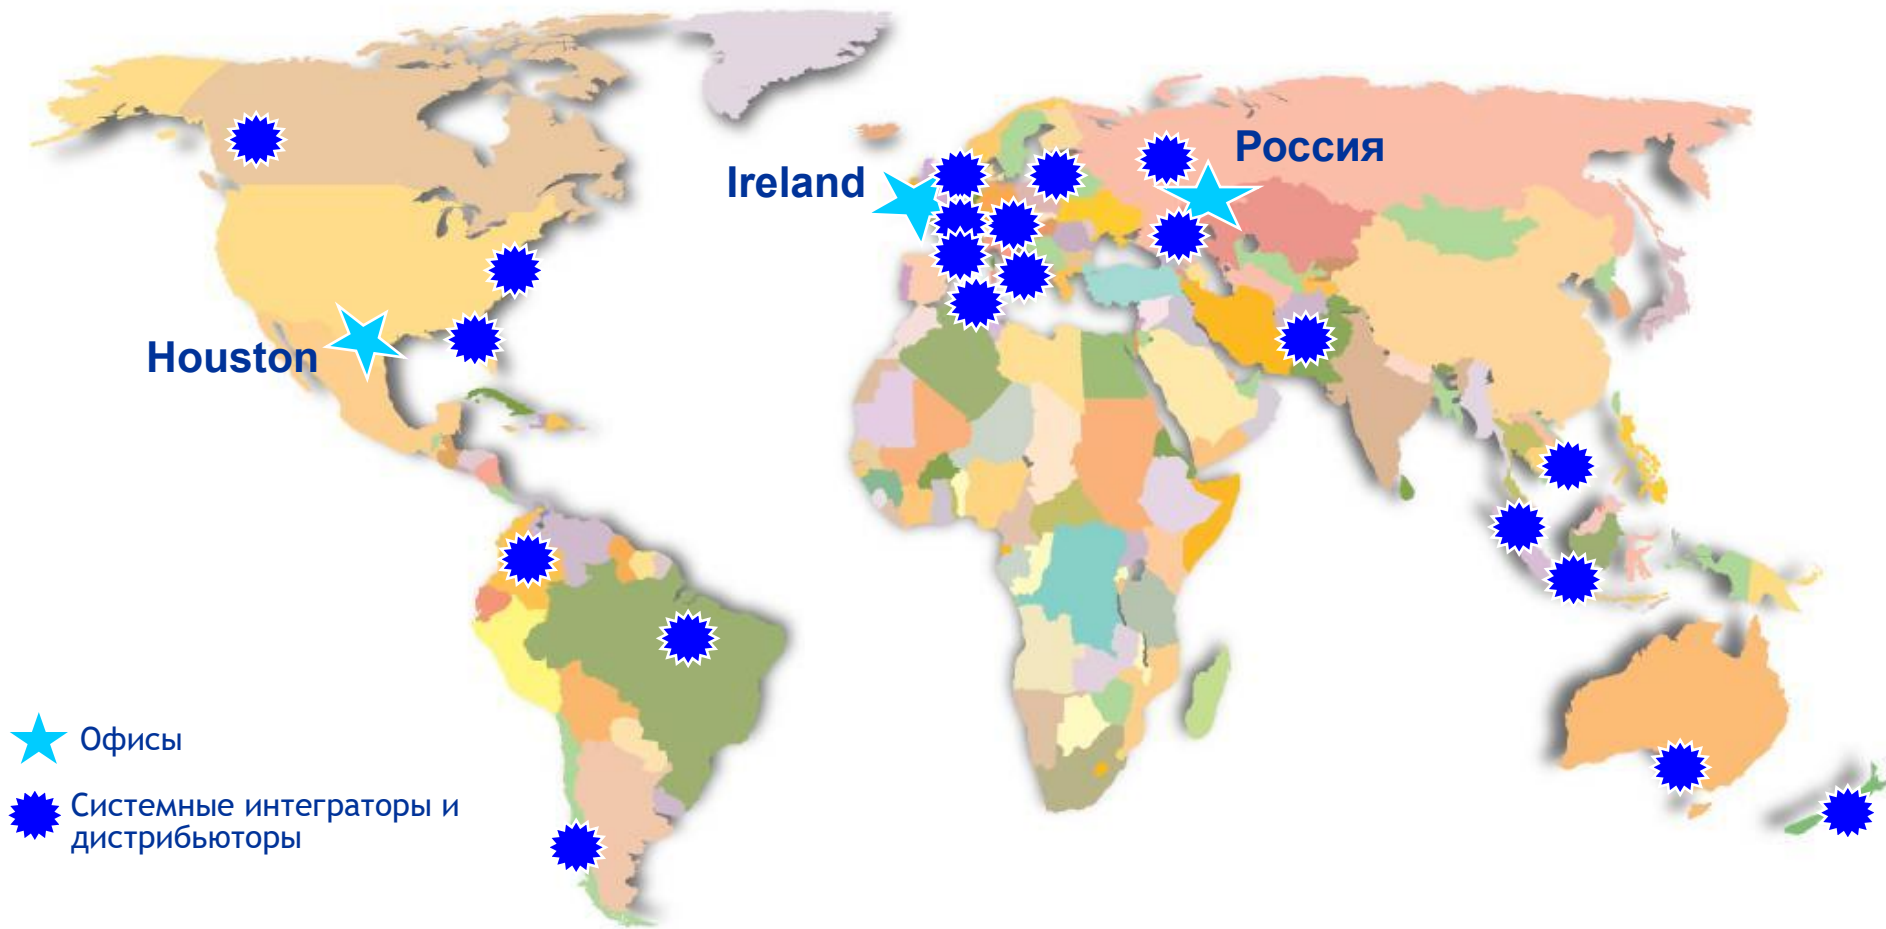 Россия
Ireland
Houston
Офисы
Системные интеграторы и
дистрибьюторы